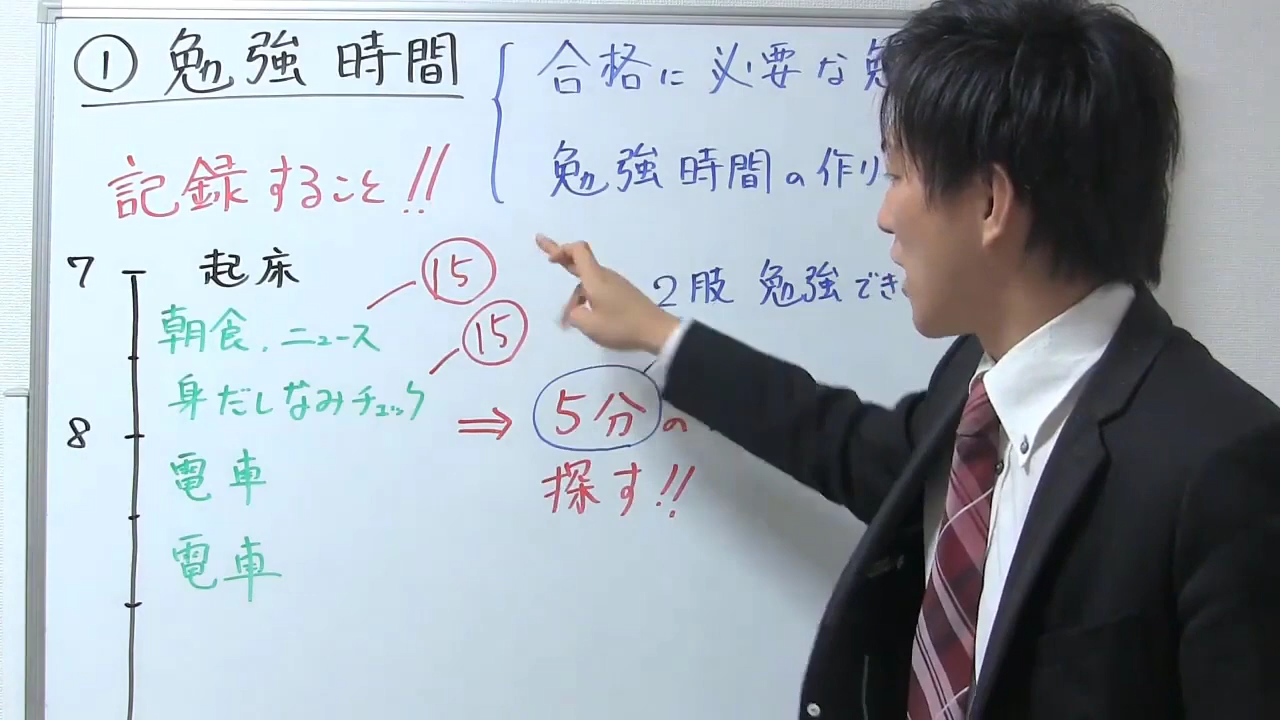 ① 勉強時間
合格に必要な勉
勉強時間の作り
記録すること!!
7 起床
15
朝食、ニュース
15
2肢 勉強でき
身だしなみチェック
⇒ 5分の
8
電車
探す!!
電車